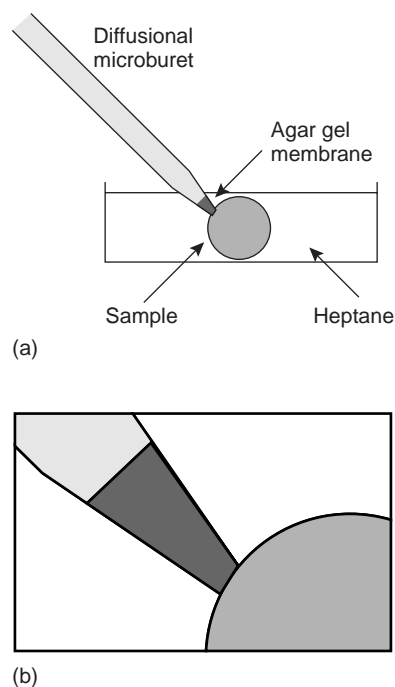 Diffusional
microburet
Agar gel
membrane
Sample
Heptane
(a)
(b)